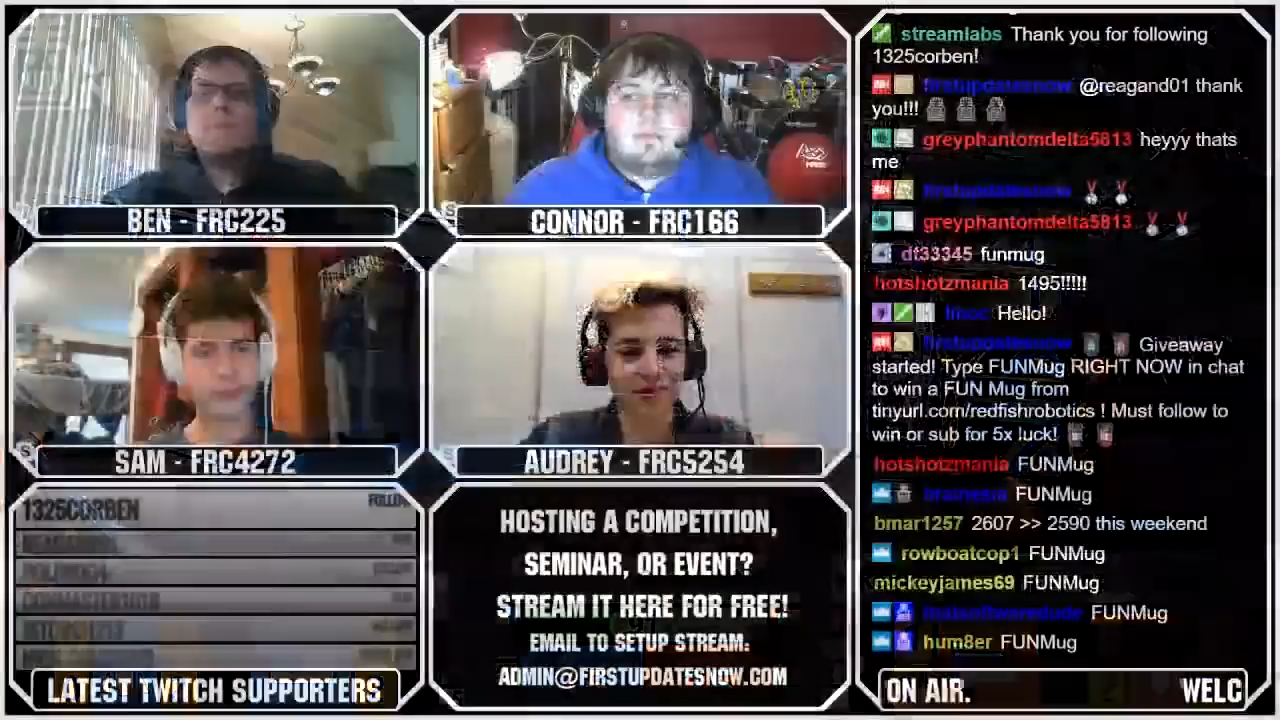 BEN - FRC225
CONNOR - FRC166
SAM - FRC4272
AUDREY - FRC5254
1325CORBEN
LATEST TWITCH SUPPORTERS
HOSTING A COMPETITION,
SEMINAR, OR EVENT?
STREAM IT HERE FOR FREE!
EMAIL TO SETUP STREAM:
ADMIN@FIRSTUPDATESNOW.COM
streamlabs Thank you for following
1325corben!
firstupdatesnow @reagand01 thank
you!!!
greyphantomdelta5813 heyyy thats
me
firstupdatesnow
greyphantomdelta5813
dt33345 funmug
hotshotzmania 1495!!!!!
Hello!
firstupdatesnow Giveaway
started! Type FUNMug RIGHT NOW in chat
to win a FUN Mug from
tinyurl.com/redfishrobotics ! Must follow to
win or sub for 5x luck!
hotshotzmania FUNMug
brainesia FUNMug
bmar1257 2607 >> 2590 this weekend
rowboatcop1 FUNMug
mickeyjames69 FUNMug
FUNMug
hum8er FUNMug
ON AIR. WELC